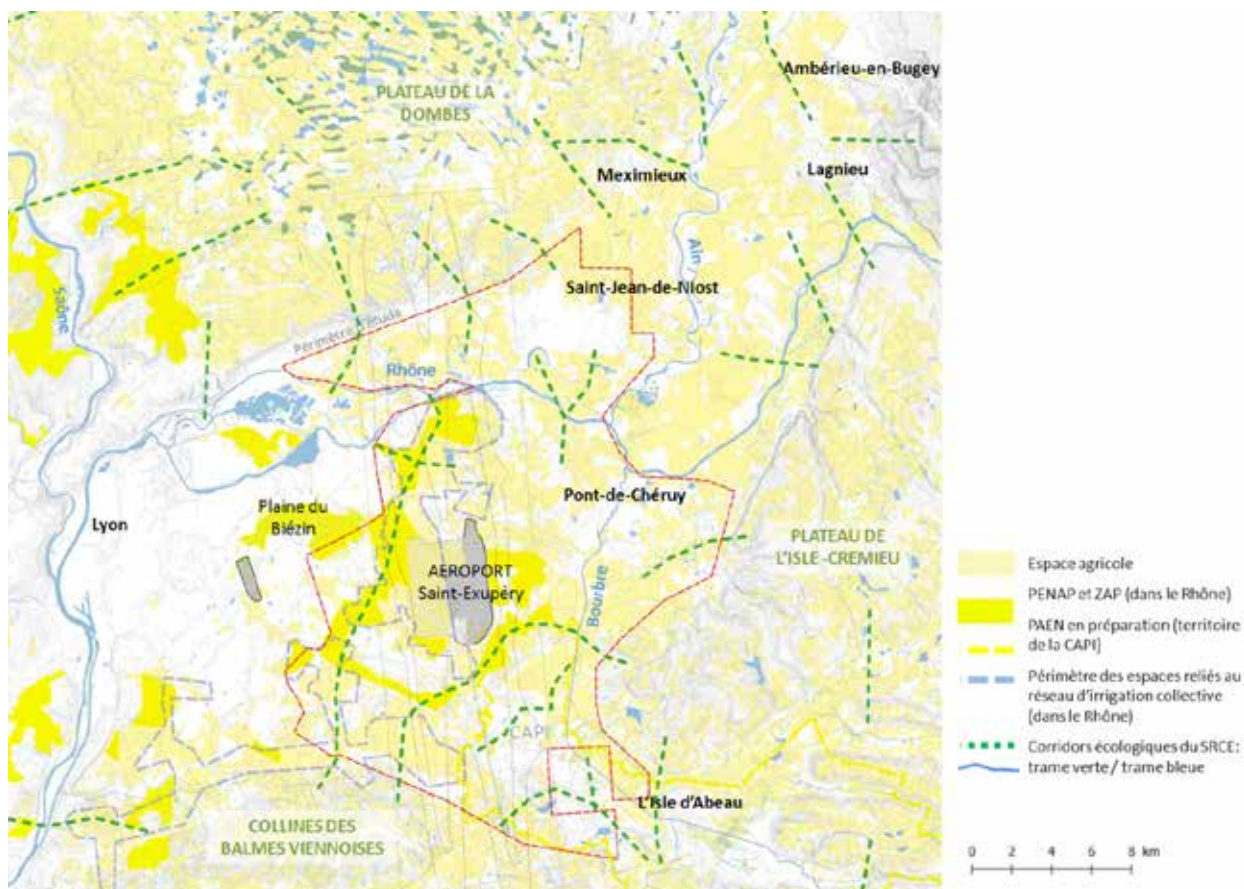 Ambérieu-en-Bugey
PLATEAU DE LA
DOMBES
Meximieux
Lagnieu
Ain
Saône
Saint-Jean-de-Niost
Périmètre d'étude
Rhône
Plaine du
Biézin
Lyon
Pont-de-Chéruy
PLATEAU DE
L'ISLE-CREMIEU
AEROPORT
Saint-Exupéry
Bourbre
CAPI
L'Isle d'Abeau
COLLINES DES
BALMES VIENNOISES
Espace agricole
PENAP et ZAP (dans le Rhône)
PAEN en préparation (territoire
de la CAPI)
Périmètre des espaces reliés au
réseau d'irrigation collective
(dans le Rhône)
Corridors écologiques du SRCE :
trame verte / trame bleue
0 2 4 6 8 km